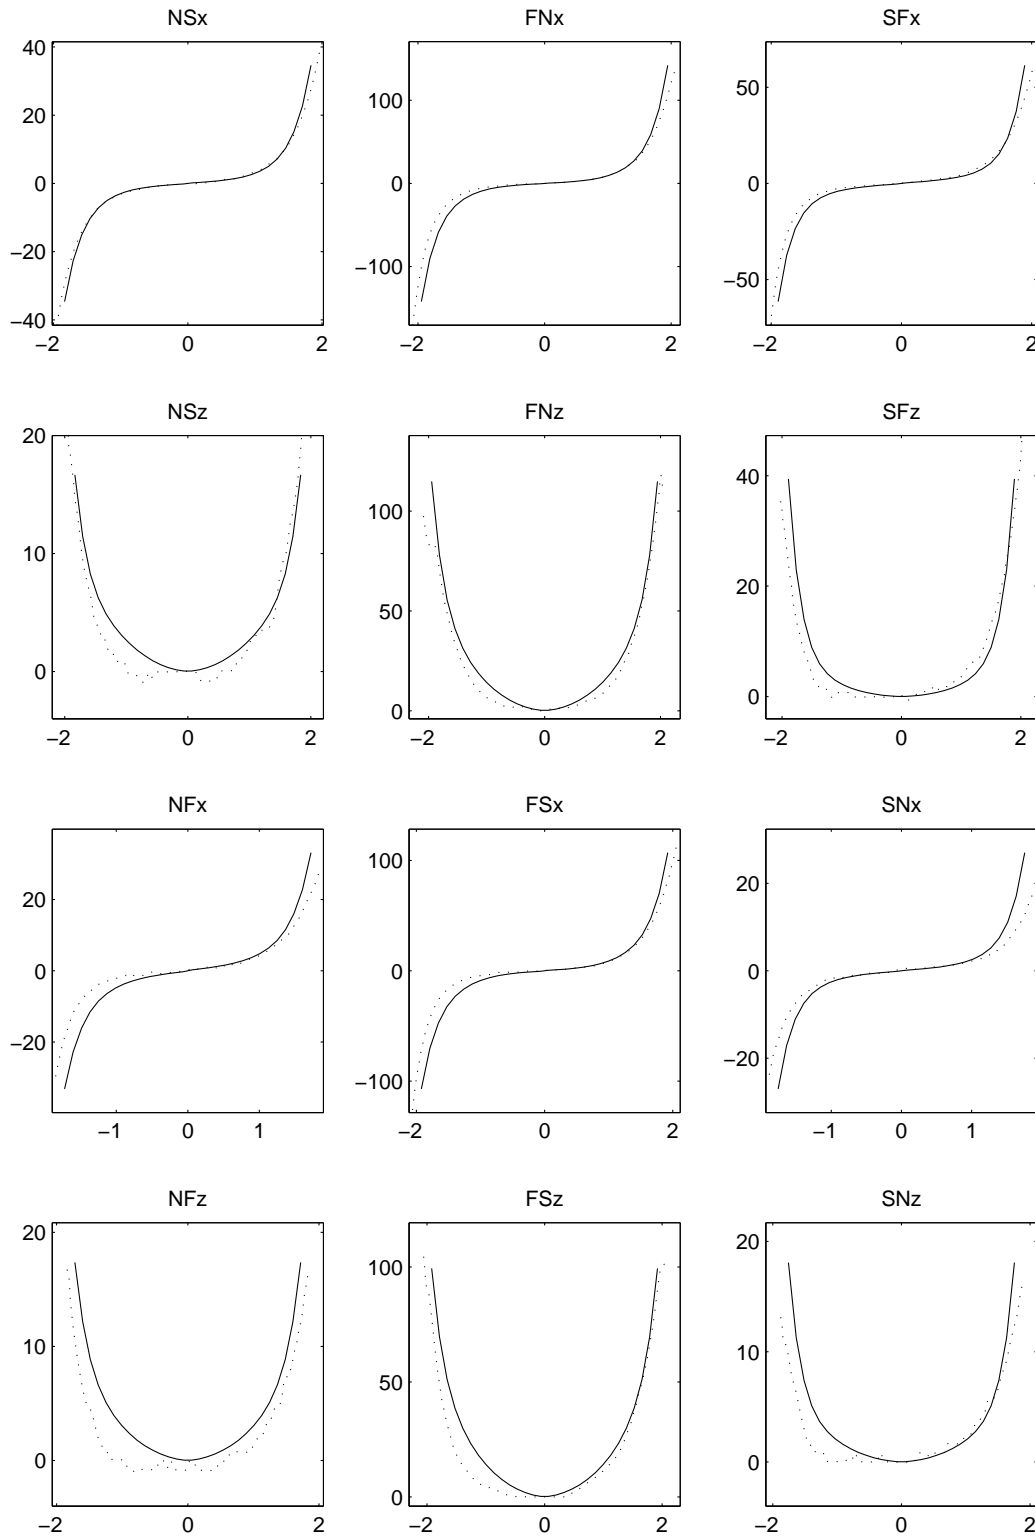 NSx FNx SFx
40 20 0 −20 −40 −2 0 2
100 0 −100 −2 0 2
50 0 −50 −2 0 2
NSz FNz SFz
20 10 0 −2 0 2
100 50 0 −2 0 2
40 20 0 −2 0 2
NFx FSx SNx
20 0 −20 −1 0 1
100 0 −100 −2 0 2
20 0 −20 −1 0 1
NFz FSz SNz
20 10 0 −2 0 2
100 50 0 −2 0 2
20 10 0 −2 0 2